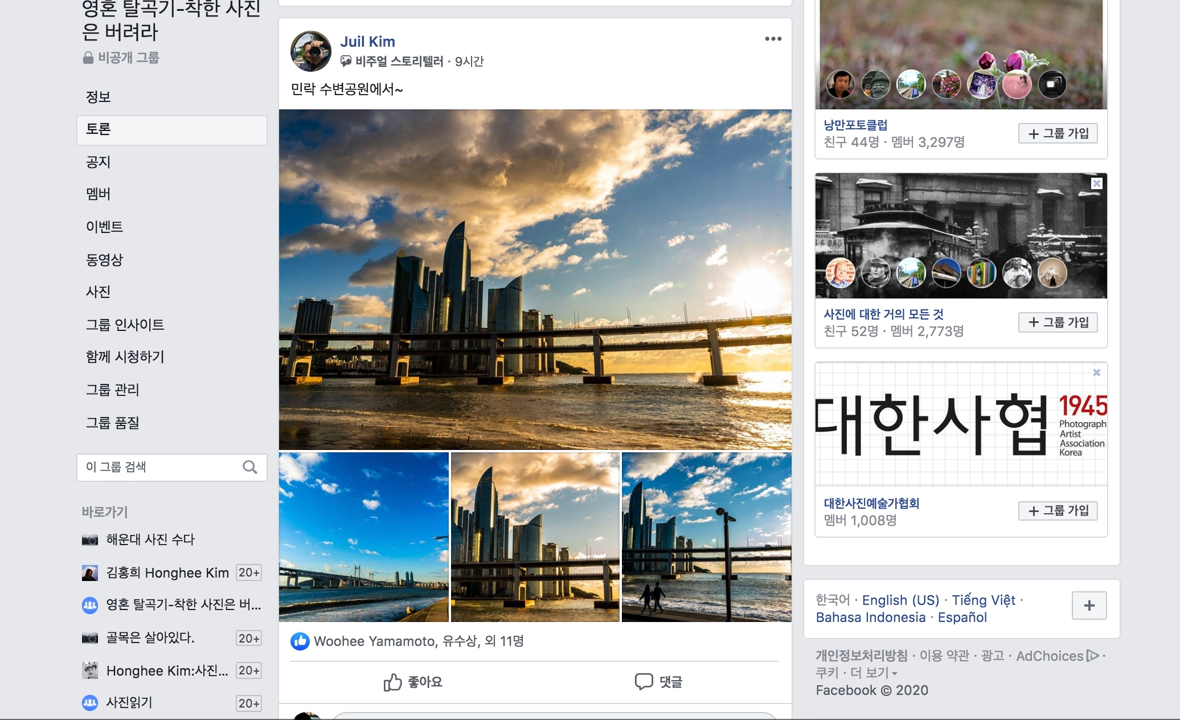 영혼 탈곡기-착한 사진
은 버려라
비공개 그룹
정보
토론
공지
멤버
이벤트
동영상
사진
그룹 인사이트
함께 시청하기
그룹 관리
그룹 품질
이 그룹 검색
바로가기
해운대 사진 수다
김홍희 Honghee Kim 20+
영혼 탈곡기-착한 사진은 버...
골목은 살아있다. 20+
Honghee Kim:사진... 20+
사진읽기 20+
Juil Kim
비주얼 스토리텔러 · 9시간
민락 수변공원에서~
Woohee Yamamoto, 유수상, 외 11명
좋아요 댓글
낭만포토클럽
친구 44명 · 멤버 3,297명
+ 그룹 가입
사진에 대한 거의 모든 것
친구 52명 · 멤버 2,773명
+ 그룹 가입
대한사협
1945
Photograph
Artist
Association
Korea
대한사진예술가협회
멤버 1,008명
+ 그룹 가입
한국어 · English (US) · Tiếng Việt ·
Bahasa Indonesia · Español
개인정보처리방침 · 이용 약관 · 광고 · AdChoices ·
쿠키 · 더 보기
Facebook © 2020